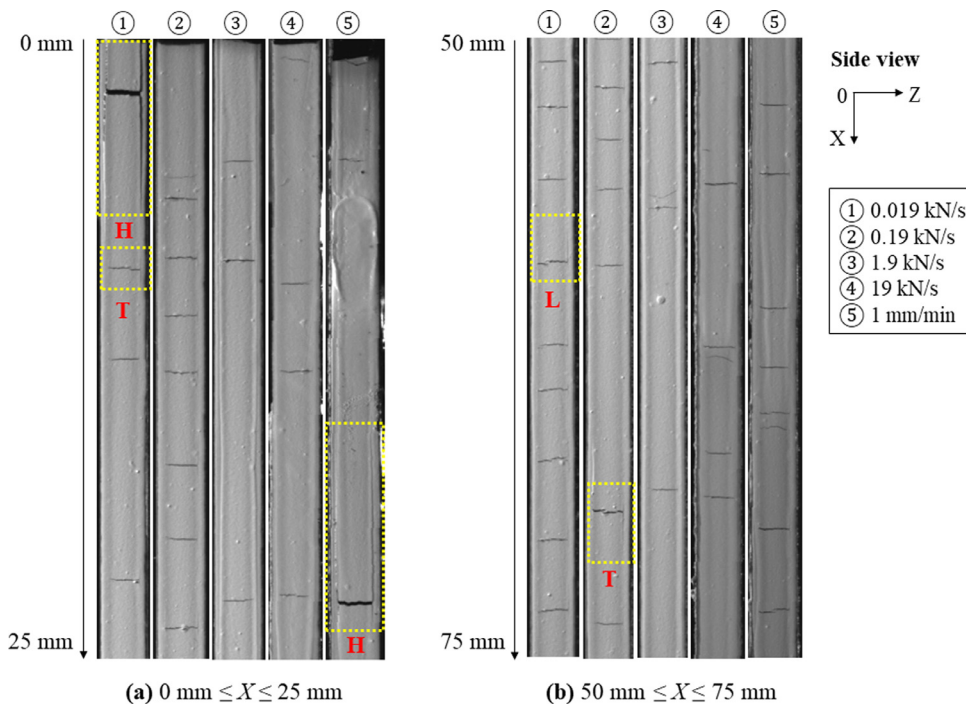 ① ② ③ ④ ⑤
0 mm
H
T
H
25 mm
(a) 0 mm ≤ X ≤ 25 mm
① ② ③ ④ ⑤
50 mm
L
T
75 mm
(b) 50 mm ≤ X ≤ 75 mm
Side view
0 Z
X
① 0.019 kN/s
② 0.19 kN/s
③ 1.9 kN/s
④ 19 kN/s
⑤ 1 mm/min